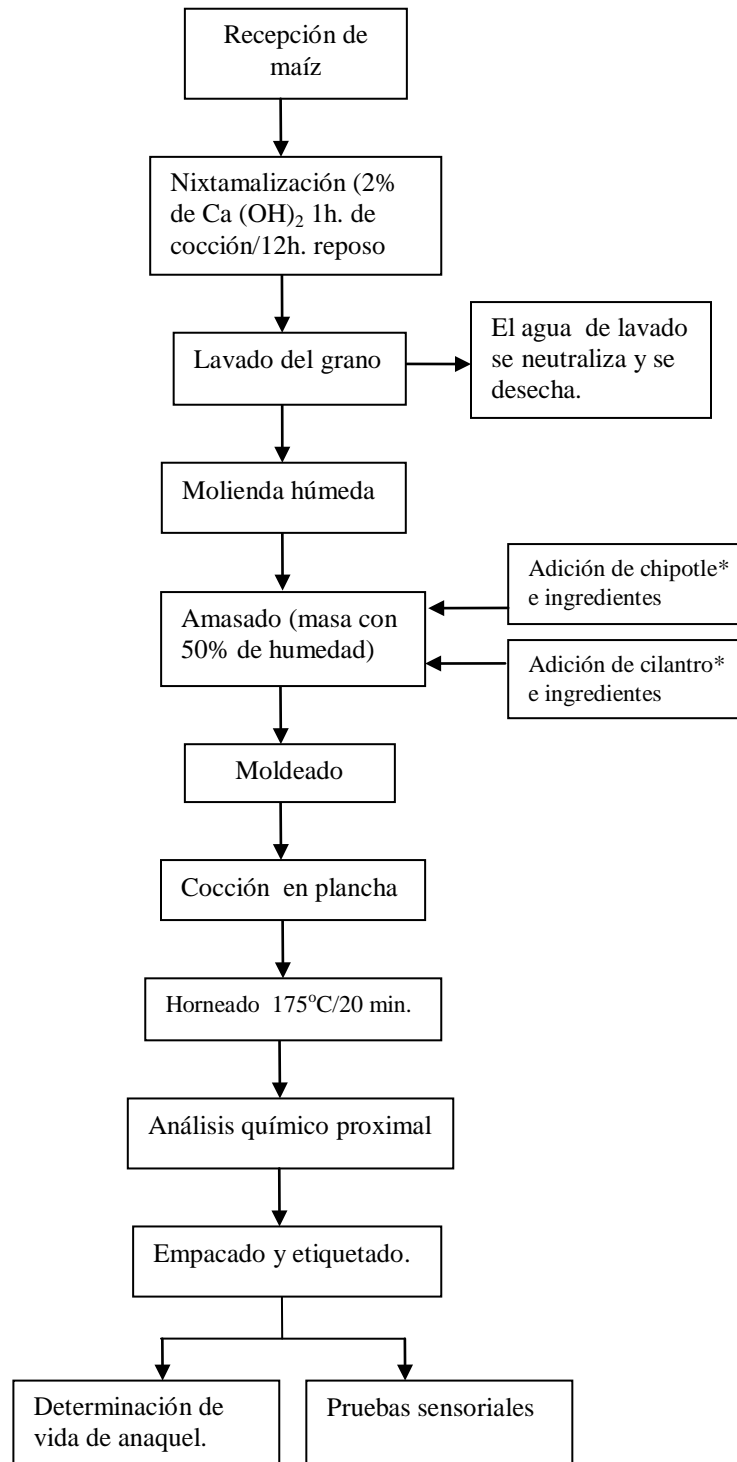 Recepción de
maíz
Nixtamalización (2%
de Ca (OH)₂ 1h. de
cocción/12h. reposo
Lavado del grano
El agua de lavado
se neutraliza y se
desecha.
Molienda húmeda
Adición de chipotle*
e ingredientes
Amasado (masa con
50% de humedad)
Adición de cilantro*
e ingredientes
Moldeado
Cocción en plancha
Horneado 175°C/20 min.
Análisis químico proximal
Empacado y etiquetado.
Determinación de
vida de anaquel.
Pruebas sensoriales